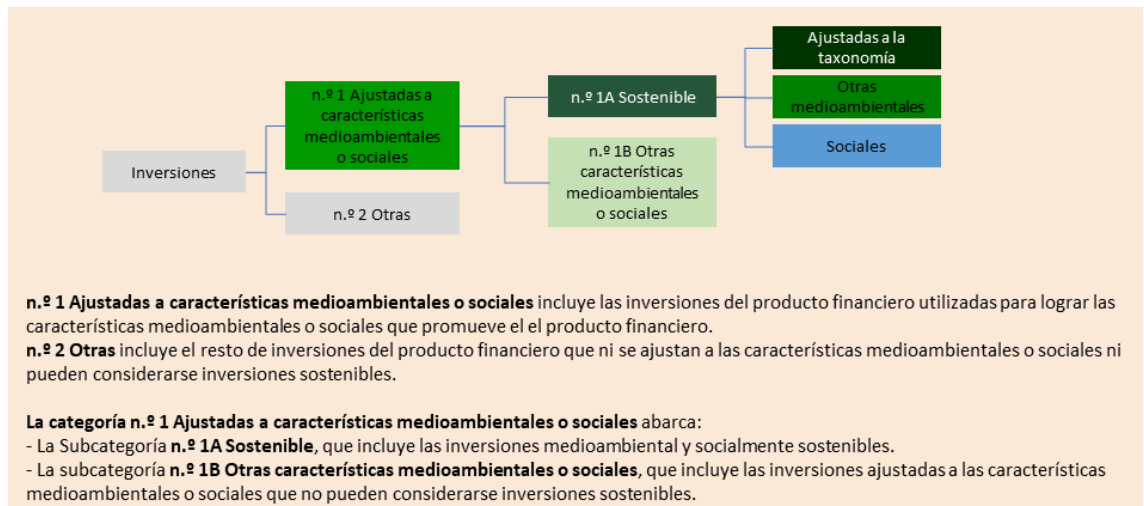 Ajustadas a la
taxonomía
n.º 1 Ajustadas a
características
medioambientales
o sociales
n.º 1A Sostenible
Otras
medioambientales
Sociales
Inversiones
n.º 1B Otras
características
medioambientales
o sociales
n.º 2 Otras
n.º 1 Ajustadas a características medioambientales o sociales incluye las inversiones del producto financiero utilizadas para lograr las
características medioambientales o sociales que promueve el el producto financiero.
n.º 2 Otras incluye el resto de inversiones del producto financiero que ni se ajustan a las características medioambientales o sociales ni
pueden considerarse inversiones sostenibles.
La categoría n.º 1 Ajustadas a características medioambientales o sociales abarca:
- La Subcategoría n.º 1A Sostenible, que incluye las inversiones medioambiental y socialmente sostenibles.
- La subcategoría n.º 1B Otras características medioambientales o sociales, que incluye las inversiones ajustadas a las características
medioambientales o sociales que no pueden considerarse inversiones sostenibles.